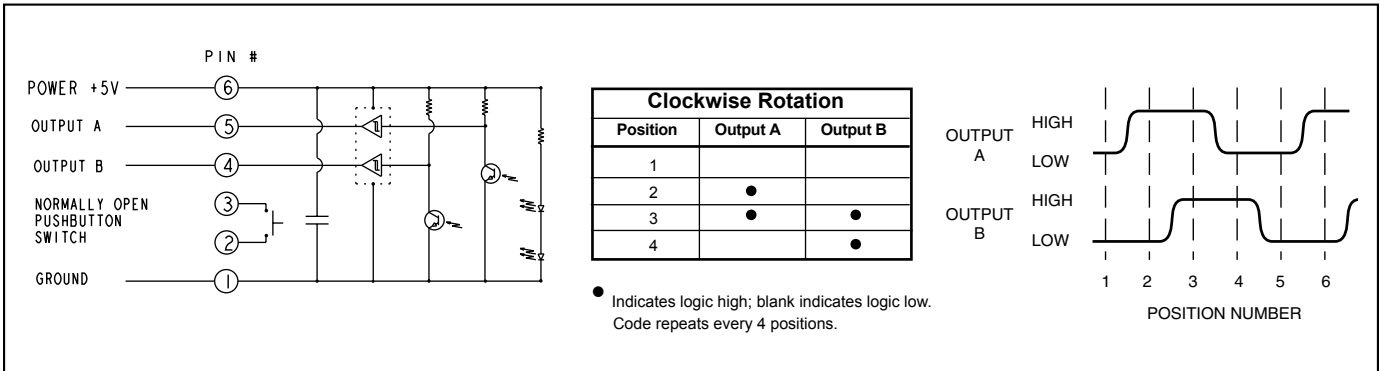 PIN #
POWER +5V
6
OUTPUT A
5
OUTPUT B
4
NORMALLY OPEN
PUSHBUTTON
SWITCH
3
2
GROUND
1
Clockwise Rotation
Position Output A Output B
1
2 ●
3 ● ●
4 ●
● Indicates logic high; blank indicates logic low.
Code repeats every 4 positions.
OUTPUT
A
HIGH
LOW
OUTPUT
B
HIGH
LOW
1 2 3 4 5 6
POSITION NUMBER